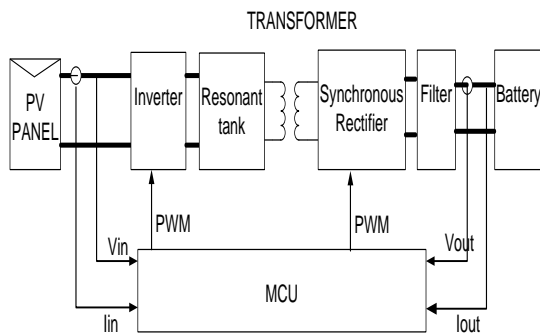 TRANSFORMER
PV
PANEL
Inverter
Resonant
tank
Synchronous
Rectifier
Filter
Battery
PWM
PWM
Vin
Vout
MCU
Iin
Iout